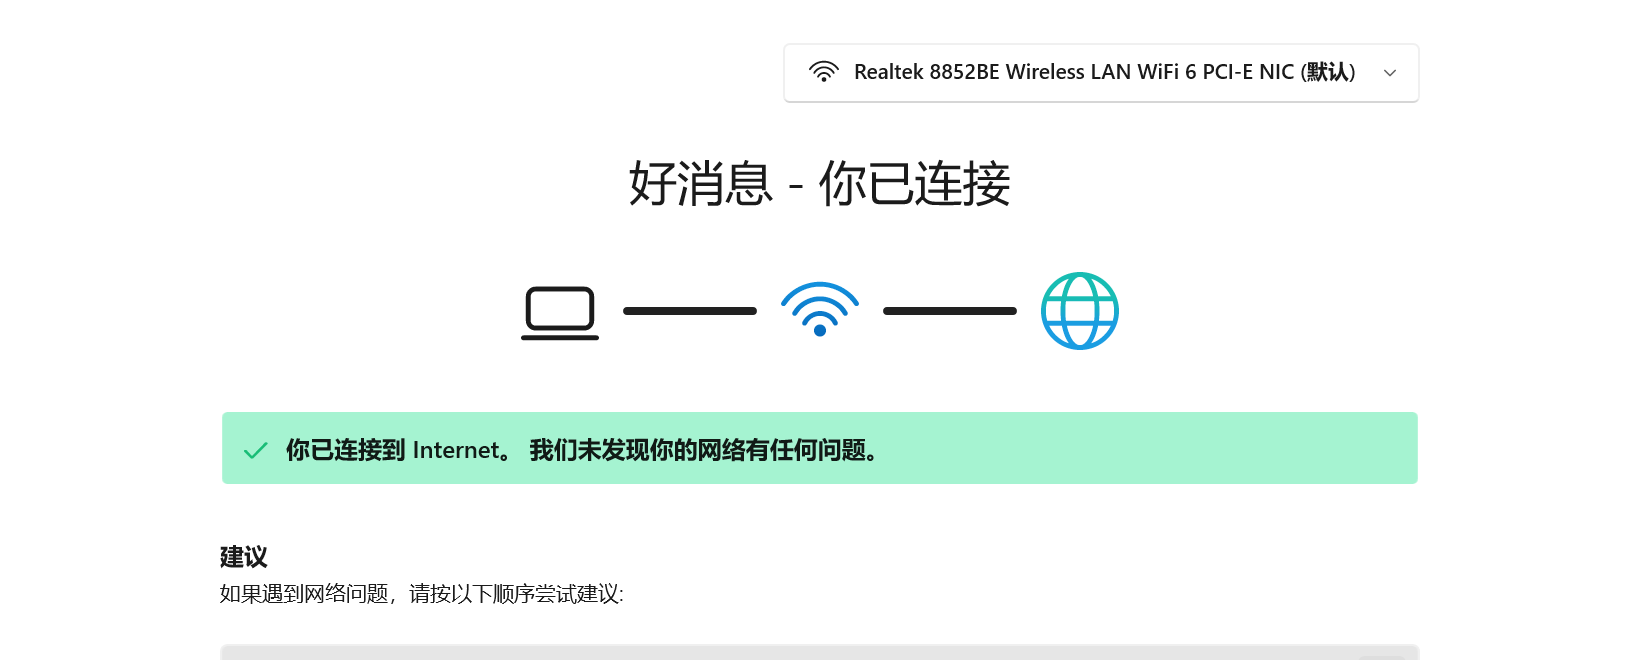 Realtek 8852BE Wireless LAN WiFi 6 PCI-E NIC (默认)
好消息 - 你已连接
你已连接到 Internet。 我们未发现你的网络有任何问题。
建议
如果遇到网络问题，请按以下顺序尝试建议: